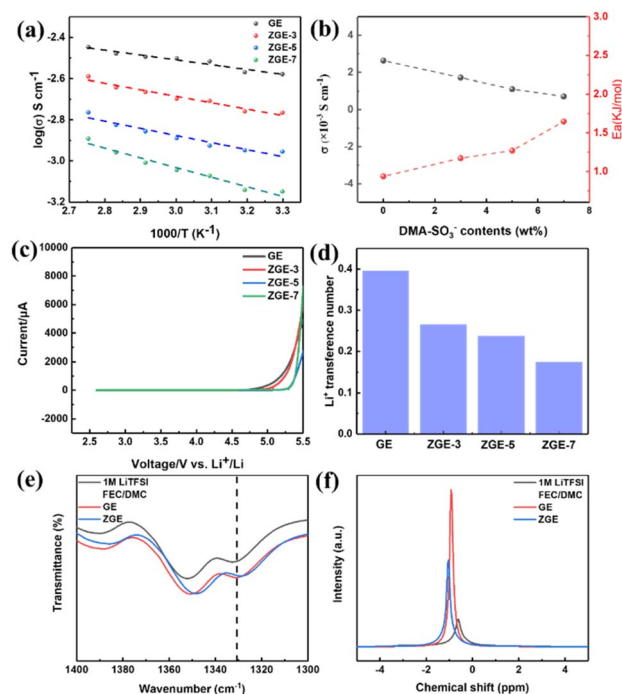 (a)
GE
ZGE-3
ZGE-5
ZGE-7
log(σ) S cm⁻¹
-2.4
-2.6
-2.8
-3.0
-3.2
2.7 2.8 2.9 3.0 3.1 3.2 3.3
1000/T (K⁻¹)
(b)
σ (×10⁻³ S cm⁻¹)
4
2
0
-2
-4
0 2 4 6 8
DMA-SO₃⁻ contents (wt%)
3.0
2.5
2.0
1.5
1.0
Ea(KJ/mol)
(c)
GE
ZGE-3
ZGE-5
ZGE-7
Current/μA
10000
8000
6000
4000
2000
0
-2000
2.5 3.0 3.5 4.0 4.5 5.0 5.5
Voltage/V vs. Li⁺/Li
(d)
Li⁺ transference number
0.4
0.3
0.2
0.1
0.0
GE ZGE-3 ZGE-5 ZGE-7
(e)
1M LiTFSI
FEC/DMC
GE
ZGE
Transmittance (%)
1400 1380 1360 1340 1320 1300
Wavenumber (cm⁻¹)
(f)
1M LiTFSI
FEC/DMC
GE
ZGE
Intensity (a.u.)
-4 -2 0 2 4
Chemical shift (ppm)